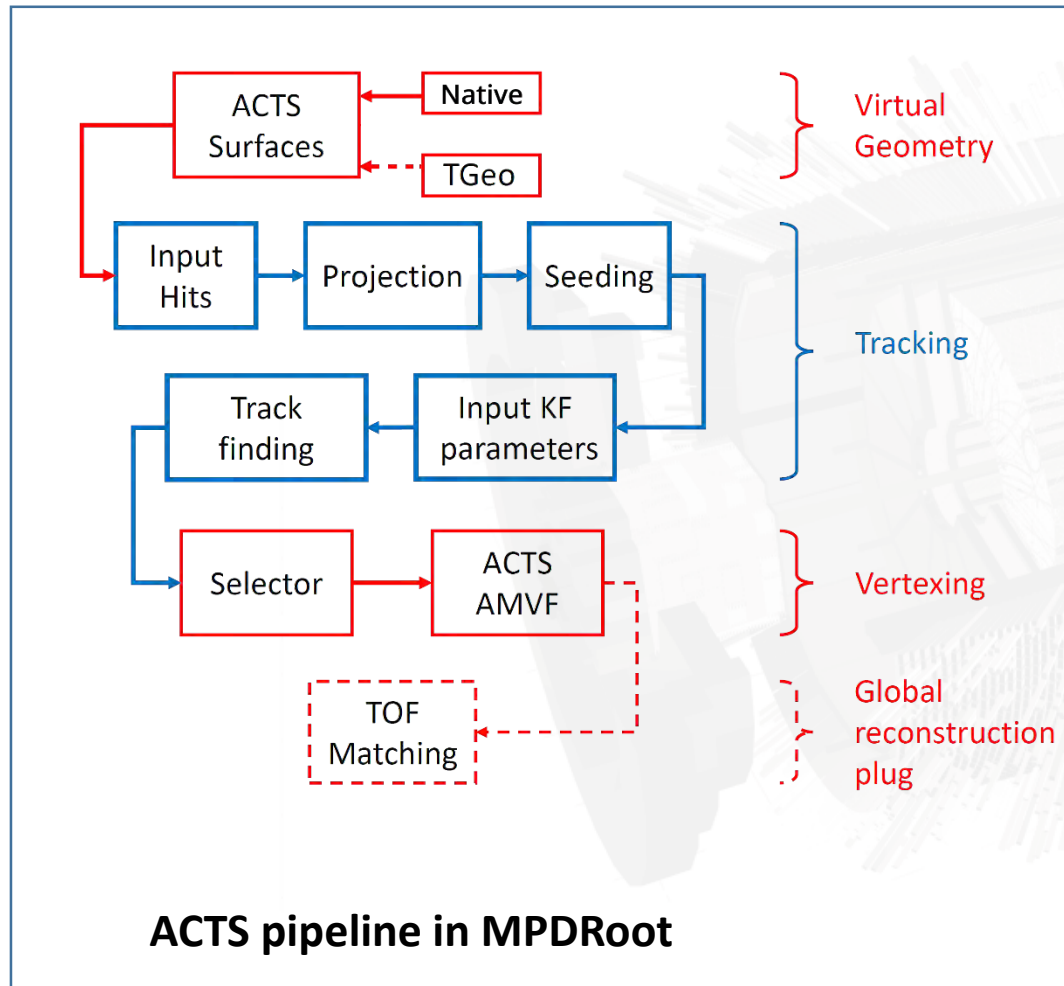 ACTS
Surfaces
Native
TGeo
Virtual
Geometry
Input
Hits
Projection
Seeding
Tracking
Track
finding
Input KF
parameters
Selector
ACTS
AMVF
Vertexing
TOF
Matching
Global
reconstruction
plug
ACTS pipeline in MPDRoot